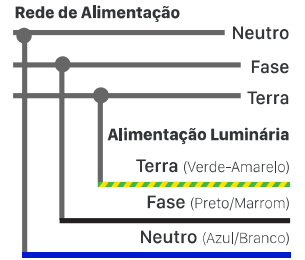 Rede de Alimentação
Neutro
Fase
Terra
Alimentação Luminária
Terra (Verde-Amarelo)
Fase (Preto/Marrom)
Neutro (Azul/Branco)